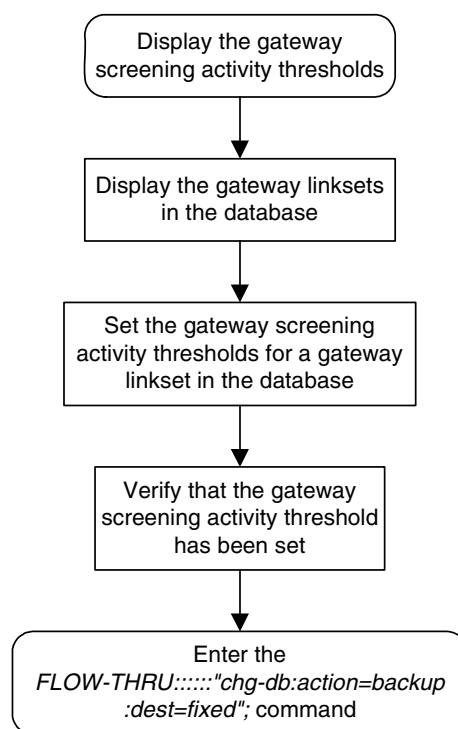 Display the gateway
screening activity thresholds
Display the gateway linksets
in the database
Set the gateway screening
activity thresholds for a gateway
linkset in the database
Verify that the gateway
screening activity threshold
has been set
Enter the
FLOW-THRU::::::"chg-db:action=backup
:dest=fixed"; command